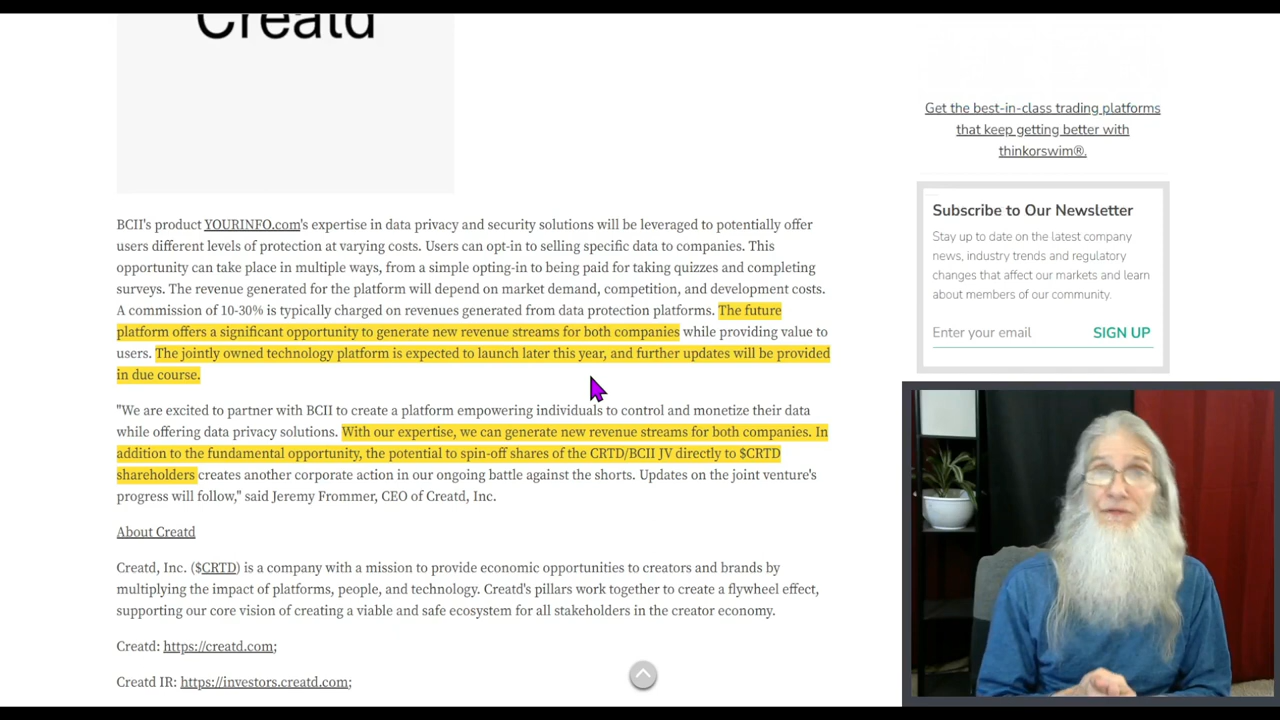 Creatd
Get the best-in-class trading platforms
that keep getting better with
thinkorswim®.
Subscribe to Our Newsletter
Stay up to date on the latest company
news, industry trends and regulatory
changes that affect our markets and learn
about members of our community.
Enter your email SIGN UP
BCII's product YOURINFO.com's expertise in data privacy and security solutions will be leveraged to potentially offer
users different levels of protection at varying costs. Users can opt-in to selling specific data to companies. This
opportunity can take place in multiple ways, from a simple opting-in to being paid for taking quizzes and completing
surveys. The revenue generated for the platform will depend on market demand, competition, and development costs.
A commission of 10-30% is typically charged on revenues generated from data protection platforms. The future
platform offers a significant opportunity to generate new revenue streams for both companies while providing value to
users. The jointly owned technology platform is expected to launch later this year, and further updates will be provided
in due course.
"We are excited to partner with BCII to create a platform empowering individuals to control and monetize their data
while offering data privacy solutions. With our expertise, we can generate new revenue streams for both companies. In
addition to the fundamental opportunity, the potential to spin-off shares of the CRTD/BCII JV directly to $CRTD
shareholders creates another corporate action in our ongoing battle against the shorts. Updates on the joint venture's
progress will follow," said Jeremy Frommer, CEO of Creatd, Inc.
About Creatd
Creatd, Inc. ($CRTD) is a company with a mission to provide economic opportunities to creators and brands by
multiplying the impact of platforms, people, and technology. Creatd's pillars work together to create a flywheel effect,
supporting our core vision of creating a viable and safe ecosystem for all stakeholders in the creator economy.
Creatd: https://creatd.com;
Creatd IR: https://investors.creatd.com;